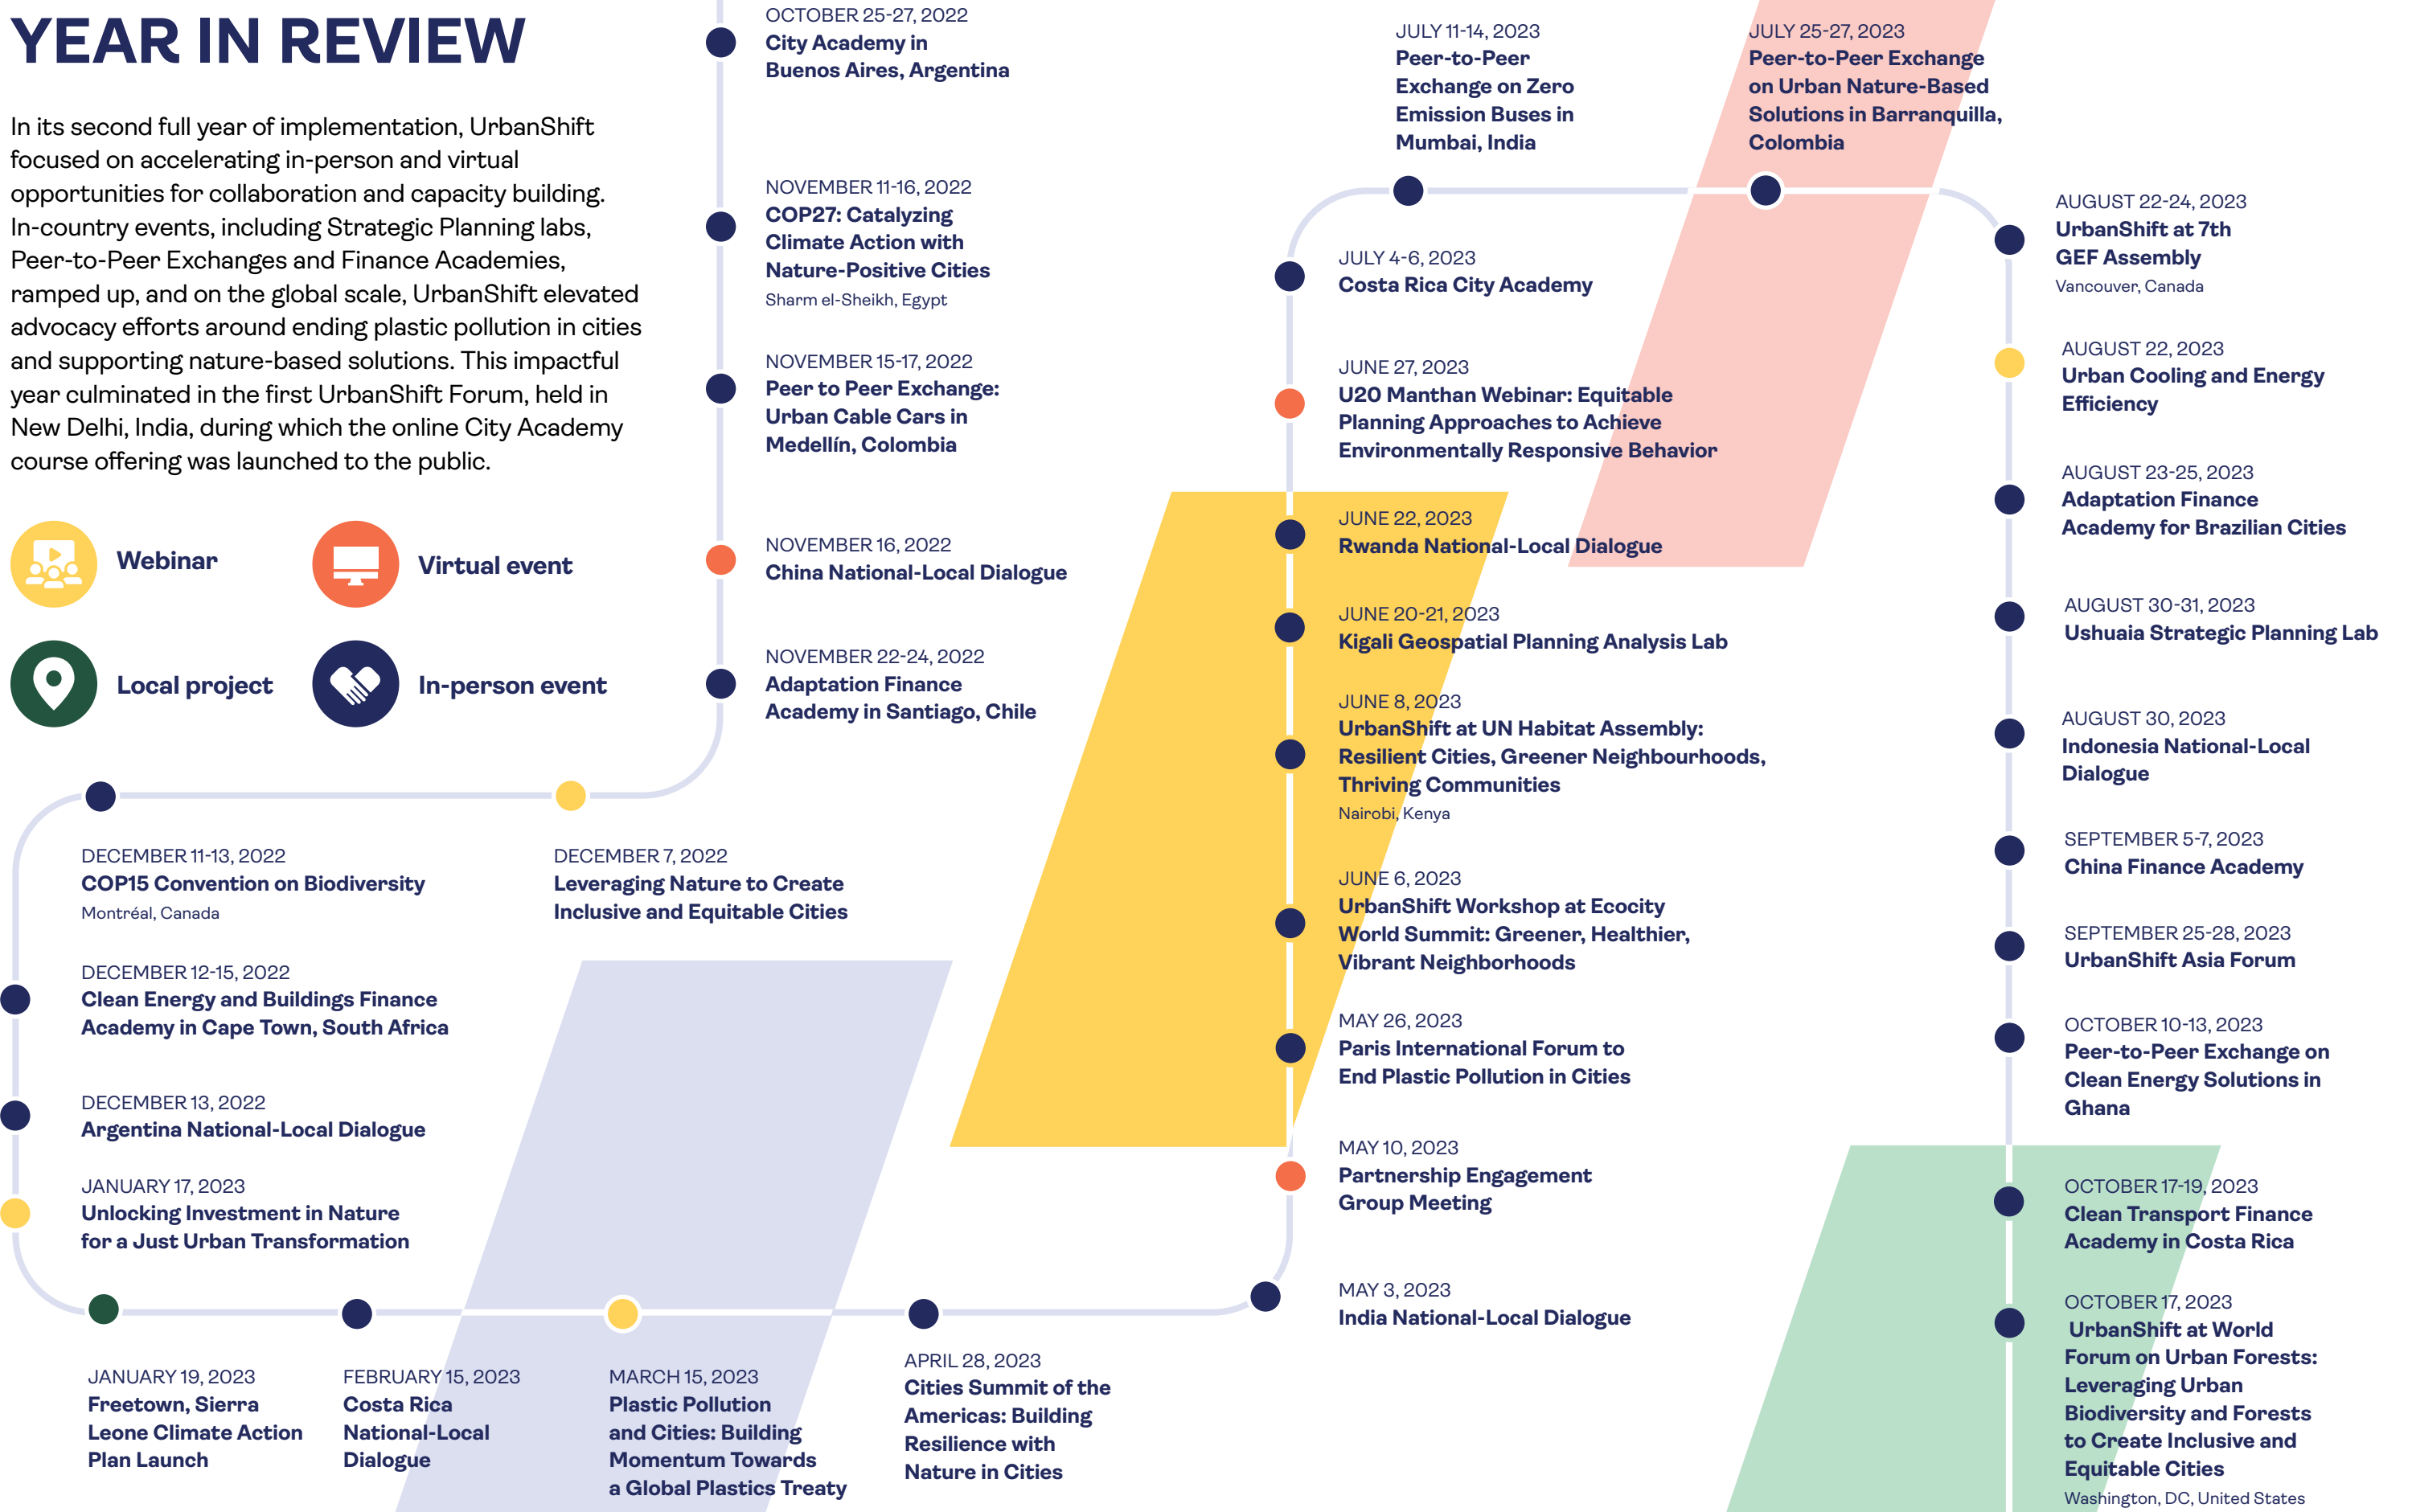 YEAR IN REVIEW
In its second full year of implementation, UrbanShift
focused on accelerating in-person and virtual
opportunities for collaboration and capacity building.
In-country events, including Strategic Planning labs,
Peer-to-Peer Exchanges and Finance Academies,
ramped up, and on the global scale, UrbanShift elevated
advocacy efforts around ending plastic pollution in cities
and supporting nature-based solutions. This impactful
year culminated in the first UrbanShift Forum, held in
New Delhi, India, during which the online City Academy
course offering was launched to the public.
Webinar
Virtual event
Local project
In-person event
OCTOBER 25-27, 2022
City Academy in
Buenos Aires, Argentina
NOVEMBER 11-16, 2022
COP27: Catalyzing
Climate Action with
Nature-Positive Cities
Sharm el-Sheikh, Egypt
NOVEMBER 15-17, 2022
Peer to Peer Exchange:
Urban Cable Cars in
Medellín, Colombia
NOVEMBER 16, 2022
China National-Local Dialogue
NOVEMBER 22-24, 2022
Adaptation Finance
Academy in Santiago, Chile
DECEMBER 7, 2022
Leveraging Nature to Create
Inclusive and Equitable Cities
DECEMBER 11-13, 2022
COP15 Convention on Biodiversity
Montréal, Canada
DECEMBER 12-15, 2022
Clean Energy and Buildings Finance
Academy in Cape Town, South Africa
DECEMBER 13, 2022
Argentina National-Local Dialogue
JANUARY 17, 2023
Unlocking Investment in Nature
for a Just Urban Transformation
JANUARY 19, 2023
Freetown, Sierra
Leone Climate Action
Plan Launch
FEBRUARY 15, 2023
Costa Rica
National-Local
Dialogue
MARCH 15, 2023
Plastic Pollution
and Cities: Building
Momentum Towards
a Global Plastics Treaty
APRIL 28, 2023
Cities Summit of the
Americas: Building
Resilience with
Nature in Cities
MAY 3, 2023
India National-Local Dialogue
MAY 10, 2023
Partnership Engagement
Group Meeting
MAY 26, 2023
Paris International Forum to
End Plastic Pollution in Cities
JUNE 6, 2023
UrbanShift Workshop at Ecocity
World Summit: Greener, Healthier,
Vibrant Neighborhoods
JUNE 8, 2023
UrbanShift at UN Habitat Assembly:
Resilient Cities, Greener Neighbourhoods,
Thriving Communities
Nairobi, Kenya
JUNE 20-21, 2023
Kigali Geospatial Planning Analysis Lab
JUNE 22, 2023
Rwanda National-Local Dialogue
JUNE 27, 2023
U20 Manthan Webinar: Equitable
Planning Approaches to Achieve
Environmentally Responsive Behavior
JULY 4-6, 2023
Costa Rica City Academy
JULY 11-14, 2023
Peer-to-Peer
Exchange on Zero
Emission Buses in
Mumbai, India
JULY 25-27, 2023
Peer-to-Peer Exchange
on Urban Nature-Based
Solutions in Barranquilla,
Colombia
AUGUST 22-24, 2023
UrbanShift at 7th
GEF Assembly
Vancouver, Canada
AUGUST 22, 2023
Urban Cooling and Energy
Efficiency
AUGUST 23-25, 2023
Adaptation Finance
Academy for Brazilian Cities
AUGUST 30-31, 2023
Ushuaia Strategic Planning Lab
AUGUST 30, 2023
Indonesia National-Local
Dialogue
SEPTEMBER 5-7, 2023
China Finance Academy
SEPTEMBER 25-28, 2023
UrbanShift Asia Forum
OCTOBER 10-13, 2023
Peer-to-Peer Exchange on
Clean Energy Solutions in
Ghana
OCTOBER 17-19, 2023
Clean Transport Finance
Academy in Costa Rica
OCTOBER 17, 2023
UrbanShift at World
Forum on Urban Forests:
Leveraging Urban
Biodiversity and Forests
to Create Inclusive and
Equitable Cities
Washington, DC, United States